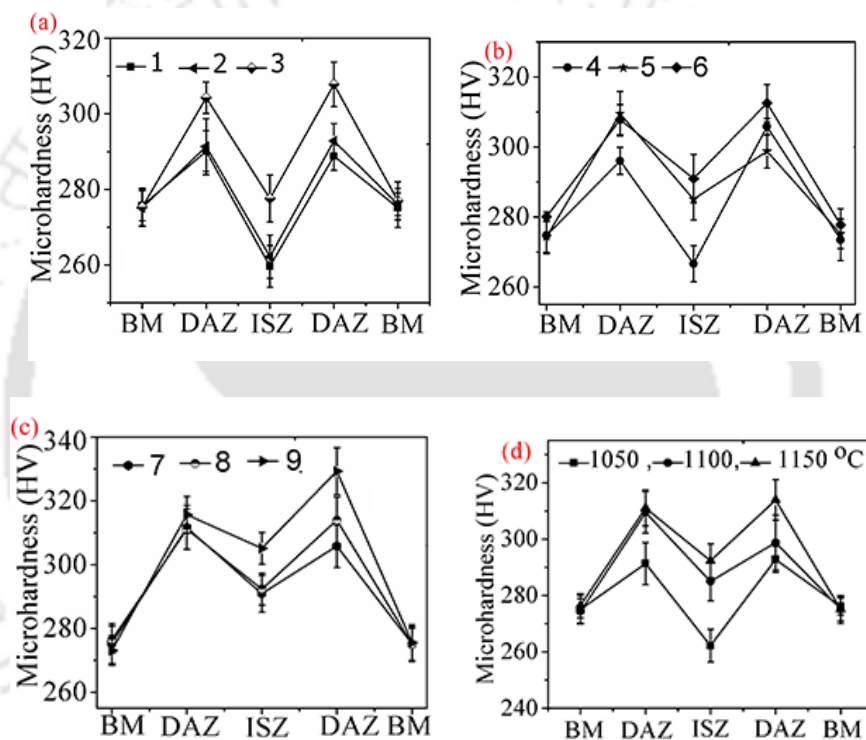 (a)
320
300
280
260
Microhardness (HV)
1 2 3
BM DAZ ISZ DAZ BM
(b)
320
300
280
260
Microhardness (HV)
4 5 6
BM DAZ ISZ DAZ BM
(c)
340
320
300
280
260
Microhardness (HV)
7 8 9
BM DAZ ISZ DAZ BM
(d)
320
300
280
260
240
Microhardness (HV)
1050 , 1100, 1150 °C
BM DAZ ISZ DAZ BM